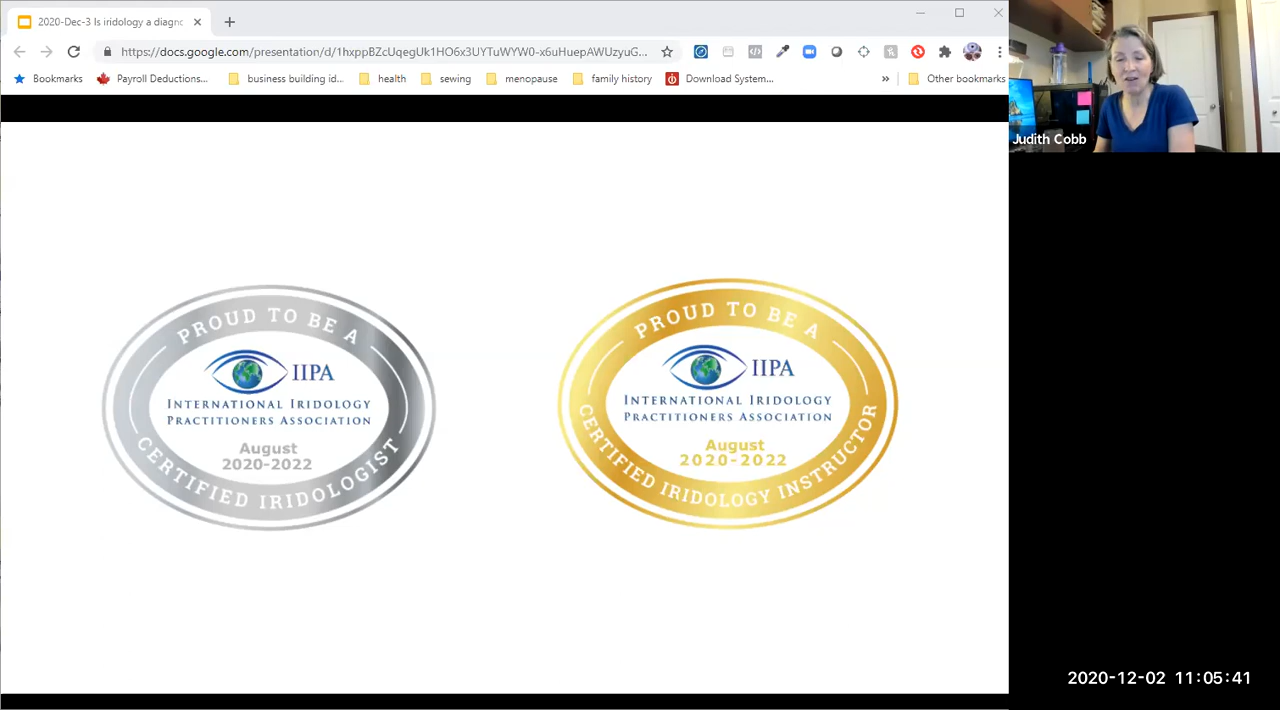 2020-Dec-3 Is iridology a diagno
https://docs.google.com/presentation/d/1hxppBZcUqegUk1HO6x3UYTuWYW0-x6uHuepAWUzyuG...
Bookmarks
Payroll Deductions...
business building id...
health
sewing
menopause
family history
Download System...
»
Other bookmarks
Judith Cobb
PROUD TO BE A
IIPA
INTERNATIONAL IRIDOLOGY
PRACTITIONERS ASSOCIATION
August
2020-2022
CERTIFIED IRIDOLOGIST
PROUD TO BE A
IIPA
INTERNATIONAL IRIDOLOGY
PRACTITIONERS ASSOCIATION
August
2020-2022
CERTIFIED IRIDOLOGY INSTRUCTOR
2020-12-02 11:05:41